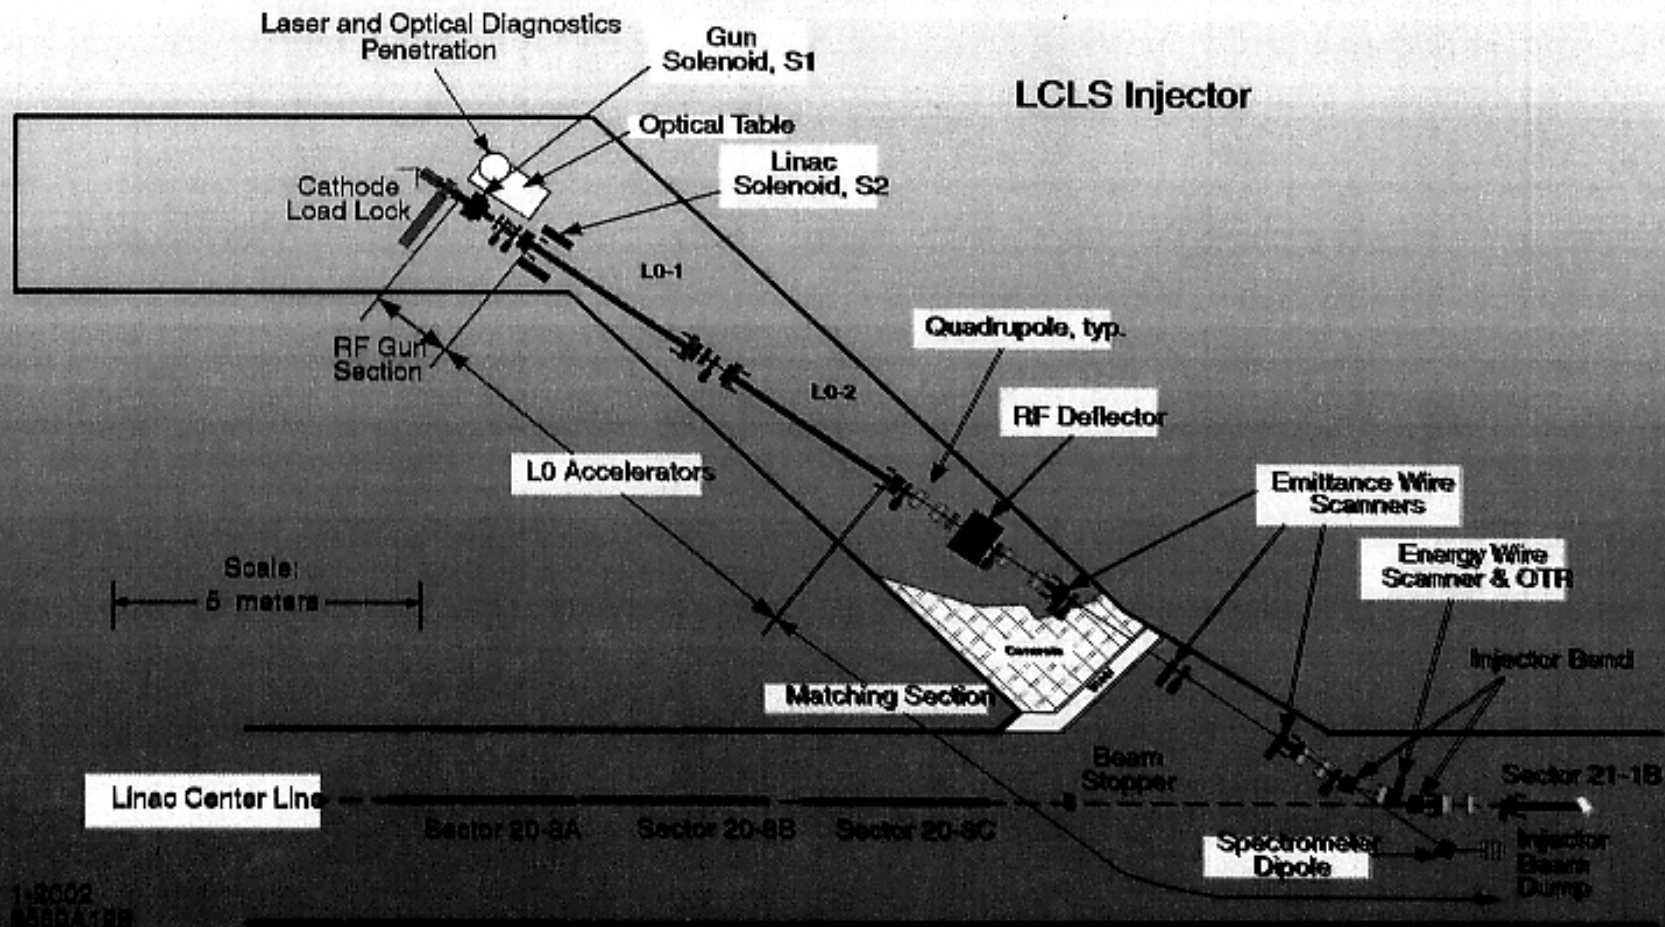 Laser and Optical Diagnostics
Penetration
Gun
Solenoid, S1
LCLS Injector
Optical Table
Linac
Solenoid, S2
Cathode
Load Lock
L0-1
RF Gun
Section
Quadrupole, typ.
L0-2
RF Deflector
L0 Accelerators
Emittance Wire
Scanners
Energy Wire
Scanner & OTR
Scale:
5 meters
Concrete
Injector Bend
Matching Section
Beam
Stopper
Sector 21-1B
Linac Center Line
Sector 20-8A
Sector 20-8B
Sector 20-8C
Spectrometer
Dipole
Injector
Beam
Dump
1-2002